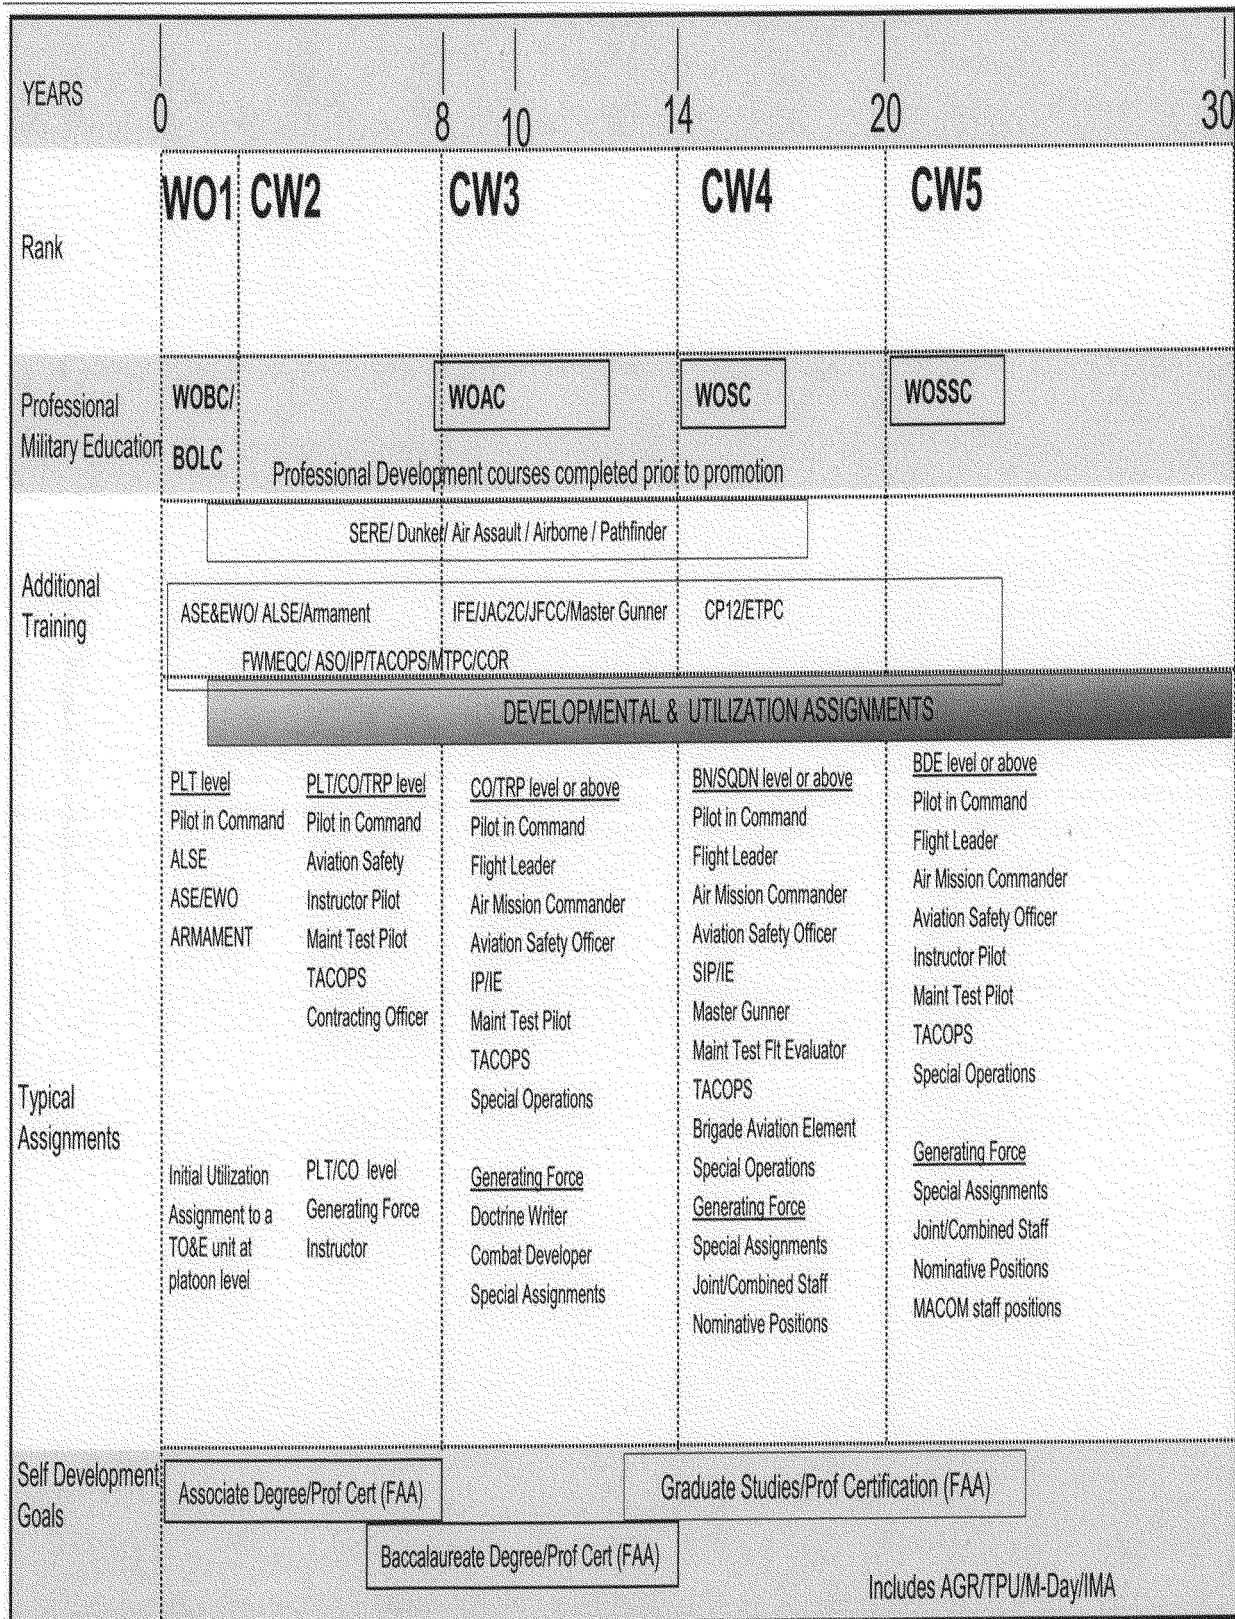 YEARS
0
8
10
14
20
30
Rank
WO1
CW2
CW3
CW4
CW5
Professional
Military Education
WOBC/
BOLC
WOAC
WOSC
WOSSC
Professional Development courses completed prior to promotion
Additional
Training
SERE/ Dunker/ Air Assault / Airborne / Pathfinder
ASE&EWO/ ALSE/Armament
IFE/JAC2C/JFCC/Master Gunner
CP12/ETPC
FWMEQC/ ASO/IP/TACOPS/MTPC/COR
DEVELOPMENTAL & UTILIZATION ASSIGNMENTS
Typical
Assignments
PLT level
Pilot in Command
ALSE
ASE/EWO
ARMAMENT
Initial Utilization
Assignment to a
TO&E unit at
platoon level
PLT/CO/TRP level
Pilot in Command
Aviation Safety
Instructor Pilot
Maint Test Pilot
TACOPS
Contracting Officer
PLT/CO level
Generating Force
Instructor
CO/TRP level or above
Pilot in Command
Flight Leader
Air Mission Commander
Aviation Safety Officer
IP/IE
Maint Test Pilot
TACOPS
Special Operations
Generating Force
Doctrine Writer
Combat Developer
Special Assignments
BN/SQDN level or above
Pilot in Command
Flight Leader
Air Mission Commander
Aviation Safety Officer
SIP/IE
Master Gunner
Maint Test Flt Evaluator
TACOPS
Brigade Aviation Element
Special Operations
Generating Force
Special Assignments
Joint/Combined Staff
Nominative Positions
BDE level or above
Pilot in Command
Flight Leader
Air Mission Commander
Aviation Safety Officer
Instructor Pilot
Maint Test Pilot
TACOPS
Special Operations
Generating Force
Special Assignments
Joint/Combined Staff
Nominative Positions
MACOM staff positions
Self Development
Goals
Associate Degree/Prof Cert (FAA)
Graduate Studies/Prof Certification (FAA)
Baccalaureate Degree/Prof Cert (FAA)
Includes AGR/TPU/M-Day/IMA